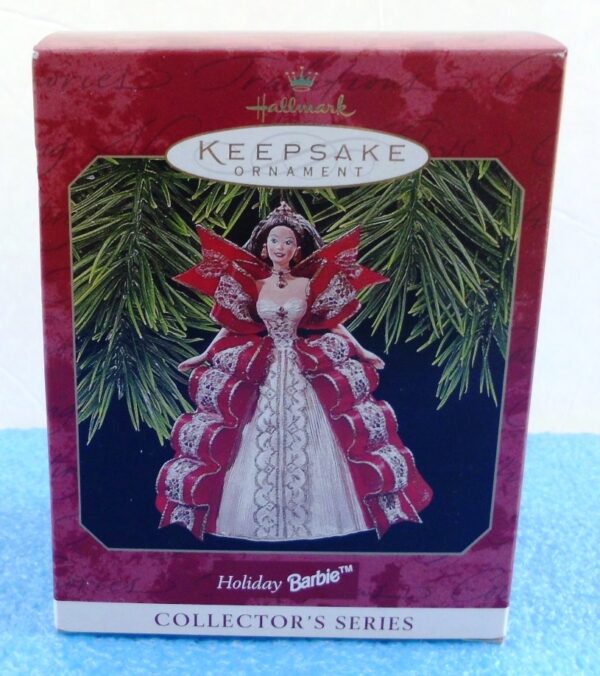 Hallmark
KEEPSAKE
ORNAMENT
Holiday Barbie™
COLLECTOR'S SERIES